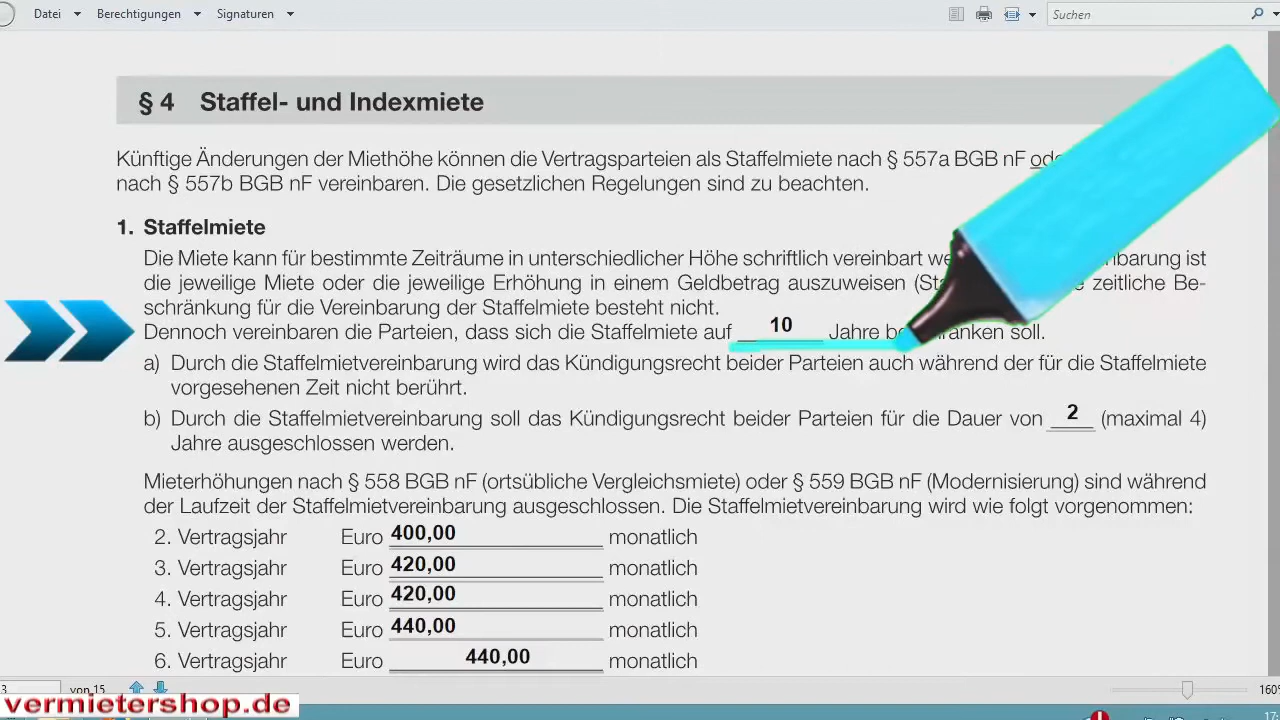 Datei Berechtigungen Signaturen Suchen
§ 4 Staffel- und Indexmiete
Künftige Änderungen der Miethöhe können die Vertragsparteien als Staffelmiete nach § 557a BGB nF
nach § 557b BGB nF vereinbaren. Die gesetzlichen Regelungen sind zu beachten.
1. Staffelmiete
Die Miete kann für bestimmte Zeiträume in unterschiedlicher Höhe schriftlich vereinbart ist
die jeweilige Miete oder die jeweilige Erhöhung in einem Geldbetrag auszuweisen zeitliche Be-
schränkung für die Vereinbarung der Staffelmiete besteht nicht.
Dennoch vereinbaren die Parteien, dass sich die Staffelmiete auf 10 Jahre soll.
a) Durch die Staffelmietvereinbarung wird das Kündigungsrecht beider Parteien auch während der für die Staffelmiete
vorgesehenen Zeit nicht berührt.
b) Durch die Staffelmietvereinbarung soll das Kündigungsrecht beider Parteien für die Dauer von 2 (maximal 4)
Jahre ausgeschlossen werden.
Mieterhöhungen nach § 558 BGB nF (ortsübliche Vergleichsmiete) oder § 559 BGB nF (Modernisierung) sind während
der Laufzeit der Staffelmietvereinbarung ausgeschlossen. Die Staffelmietvereinbarung wird wie folgt vorgenommen:
2. Vertragsjahr Euro 400,00 monatlich
3. Vertragsjahr Euro 420,00 monatlich
4. Vertragsjahr Euro 420,00 monatlich
5. Vertragsjahr Euro 440,00 monatlich
6. Vertragsjahr Euro 440,00 monatlich
3 von 15 160%
vermietershop.de